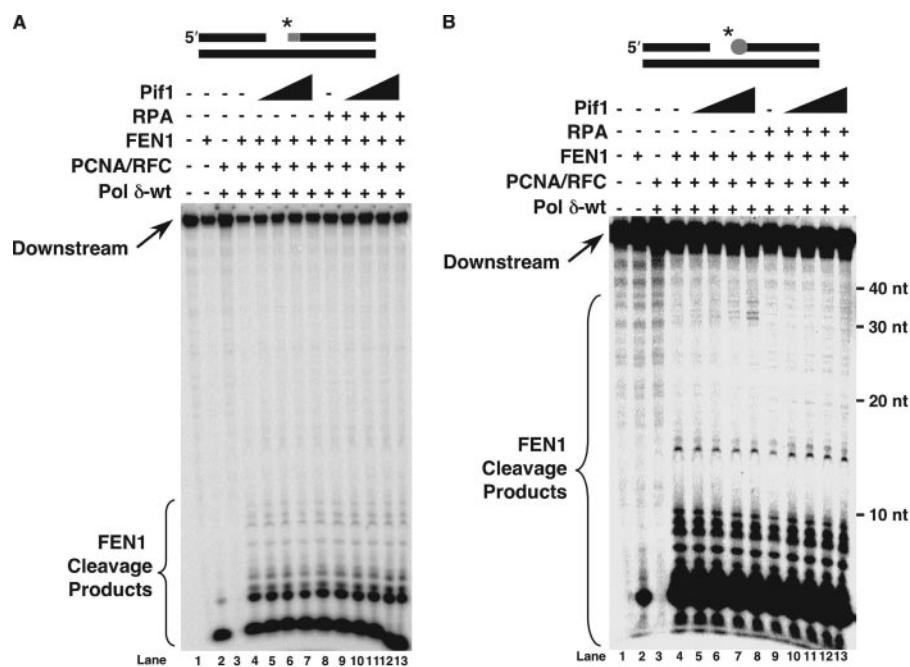 A
*
5′
Pif1 - - - - -
RPA - - - - - - - - + + + + +
FEN1 - + - + + + + + + + + + +
PCNA/RFC - - + + + + + + + + + + +
Pol δ-wt - - + + + + + + + + + + +
Downstream
FEN1
Cleavage
Products
Lane 1 2 3 4 5 6 7 8 9 10 11 12 13
B
*
5′
Pif1 - - - - -
RPA - - - - - - - - + + + + +
FEN1 - + - + + + + + + + + + +
PCNA/RFC - - + + + + + + + + + + +
Pol δ-wt - - + + + + + + + + + + +
Downstream
40 nt
30 nt
20 nt
10 nt
FEN1
Cleavage
Products
Lane 1 2 3 4 5 6 7 8 9 10 11 12 13